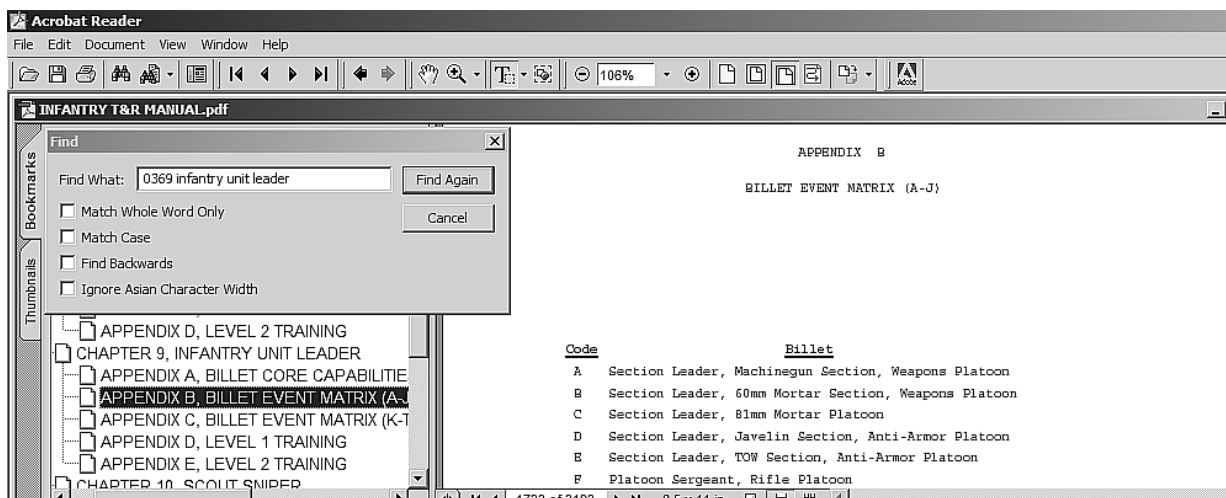 Acrobat Reader
File Edit Document View Window Help
106%
Adobe
INFANTRY T&R MANUAL.pdf
Bookmarks
Thumbnails
Find
Find What: 0369 infantry unit leader
Find Again
Cancel
Match Whole Word Only
Match Case
Find Backwards
Ignore Asian Character Width
APPENDIX D, LEVEL 2 TRAINING
CHAPTER 9, INFANTRY UNIT LEADER
APPENDIX A, BILLET CORE CAPABILITIE
APPENDIX B, BILLET EVENT MATRIX (A-J
APPENDIX C, BILLET EVENT MATRIX (K-T
APPENDIX D, LEVEL 1 TRAINING
APPENDIX E, LEVEL 2 TRAINING
CHAPTER 10, SCOUT SNIPER
APPENDIX B
BILLET EVENT MATRIX (A-J)
Code Billet
A Section Leader, Machinegun Section, Weapons Platoon
B Section Leader, 60mm Mortar Section, Weapons Platoon
C Section Leader, 81mm Mortar Platoon
D Section Leader, Javelin Section, Anti-Armor Platoon
E Section Leader, TOW Section, Anti-Armor Platoon
F Platoon Sergeant, Rifle Platoon